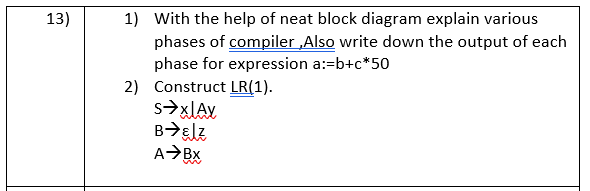 13)
1) With the help of neat block diagram explain various
phases of compiler ,Also write down the output of each
phase for expression a:=b+c*50
2) Construct LR(1).
S→x|Ay
B→ε|z
A→Bx